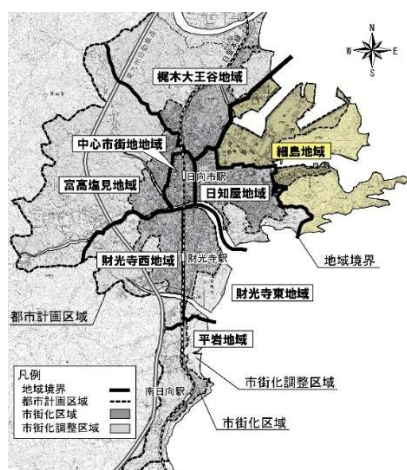 N
W E
S
梶木大王谷地域
細島地域
中心市街地地域
日向市駅
富高塩見地域
日知屋地域
財光寺西地域
財光寺駅
地域境界
財光寺東地域
都市計画区域
平岩地域
凡例
地域境界
都市計画区域
市街化区域
市街化調整区域
南日向駅
市街化調整区域
市街化区域